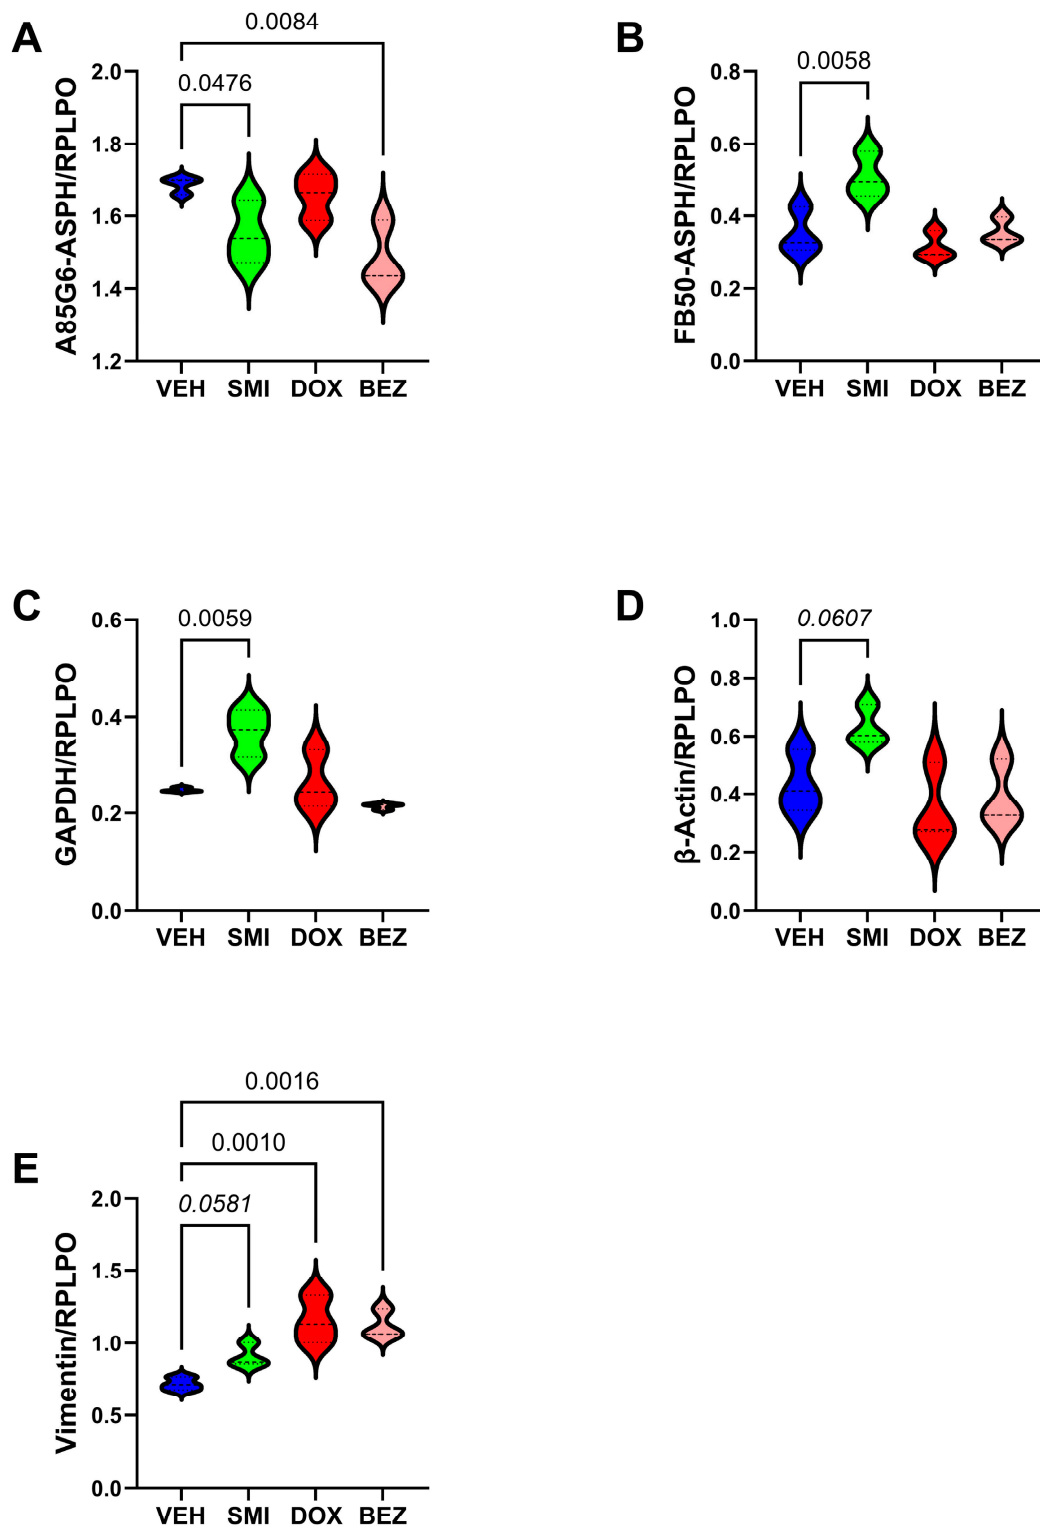 A
0.0084
0.0476
A85G6-ASPH/RPLPO
2.0
1.8
1.6
1.4
1.2
VEH SMI DOX BEZ
B
0.0058
FB50-ASPH/RPLPO
0.8
0.6
0.4
0.2
0.0
VEH SMI DOX BEZ
C
0.0059
GAPDH/RPLPO
0.6
0.4
0.2
0.0
VEH SMI DOX BEZ
D
0.0607
β-Actin/RPLPO
1.0
0.8
0.6
0.4
0.2
0.0
VEH SMI DOX BEZ
E
0.0016
0.0010
0.0581
Vimentin/RPLPO
2.0
1.5
1.0
0.5
0.0
VEH SMI DOX BEZ